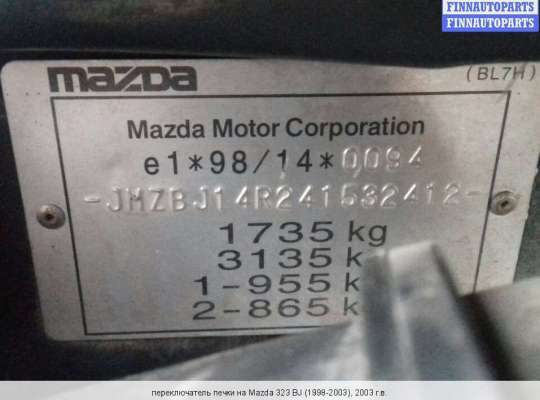 FINNAUTOPARTS
FINNAUTOPARTS
mazda
(BL7H)
Mazda Motor Corporation
e1*98/14*0094
-JMZBJ14R241532412-
1735 kg
3135 k
1-955 k
2-865 k
переключатель печки на Mazda 323 BJ (1998-2003), 2003 г.в.